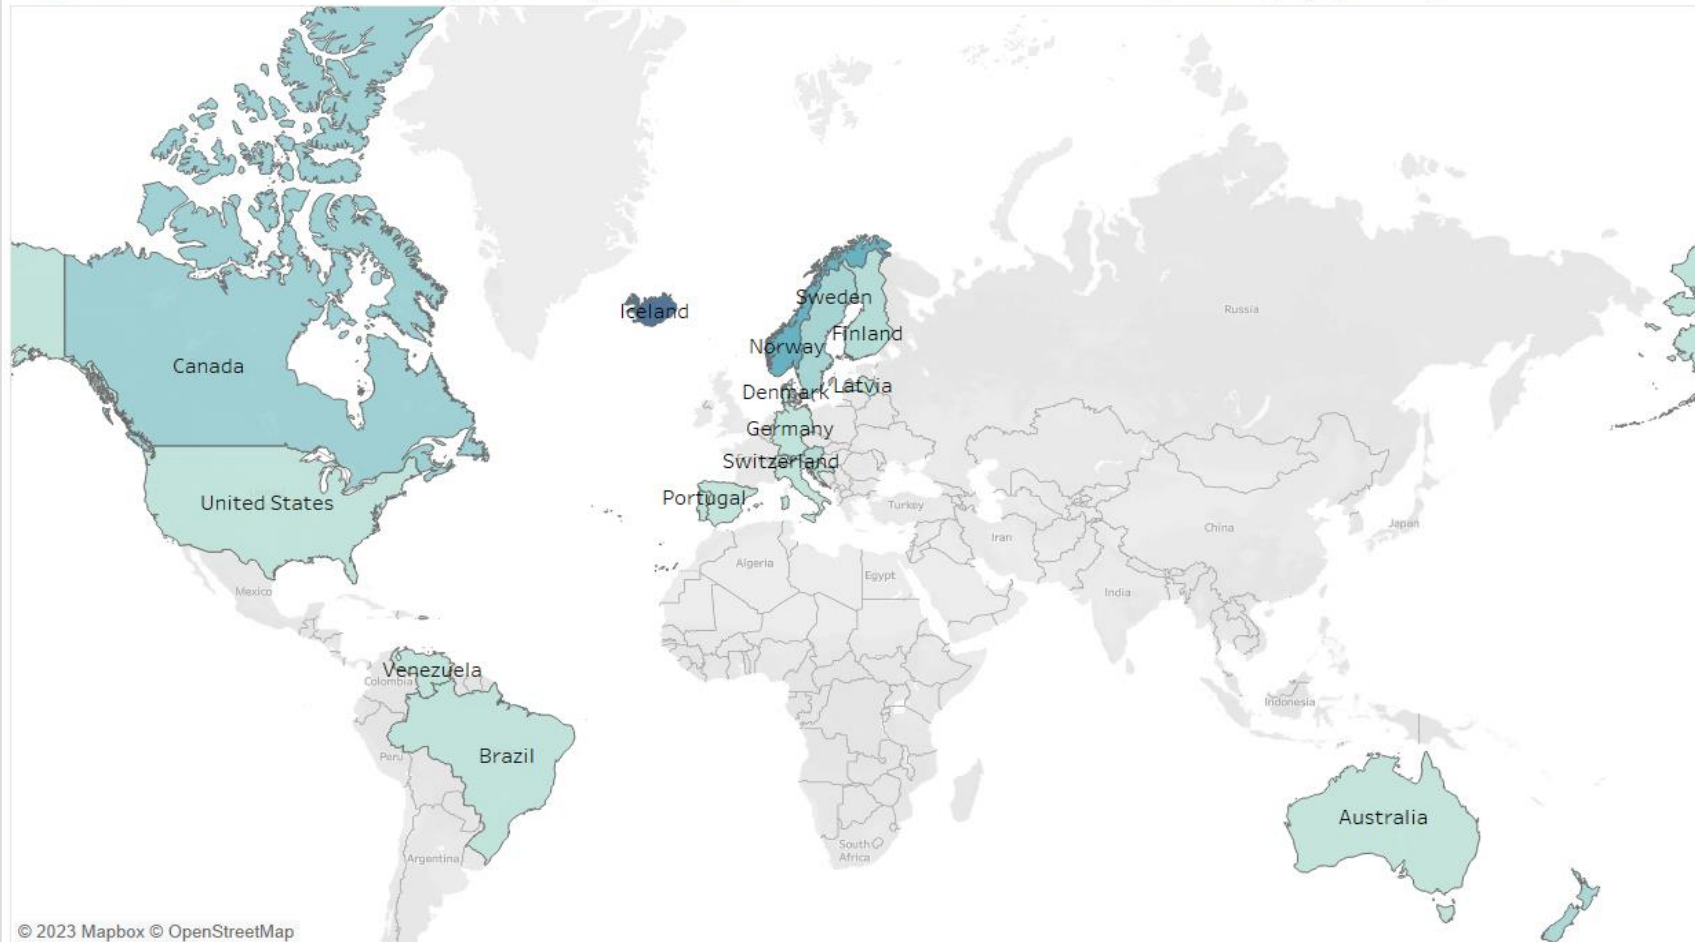 Iceland
Sweden
Finland
Norway
Russia
Canada
Denmark
Latvia
Germany
Switzerland
United States
Portugal
Turkey
China
Japan
Iran
Algeria
Egypt
Mexico
India
Venezuela
Colombia
Indonesia
Brazil
Peru
Australia
South
Africa
Argentina
© 2023 Mapbox © OpenStreetMap